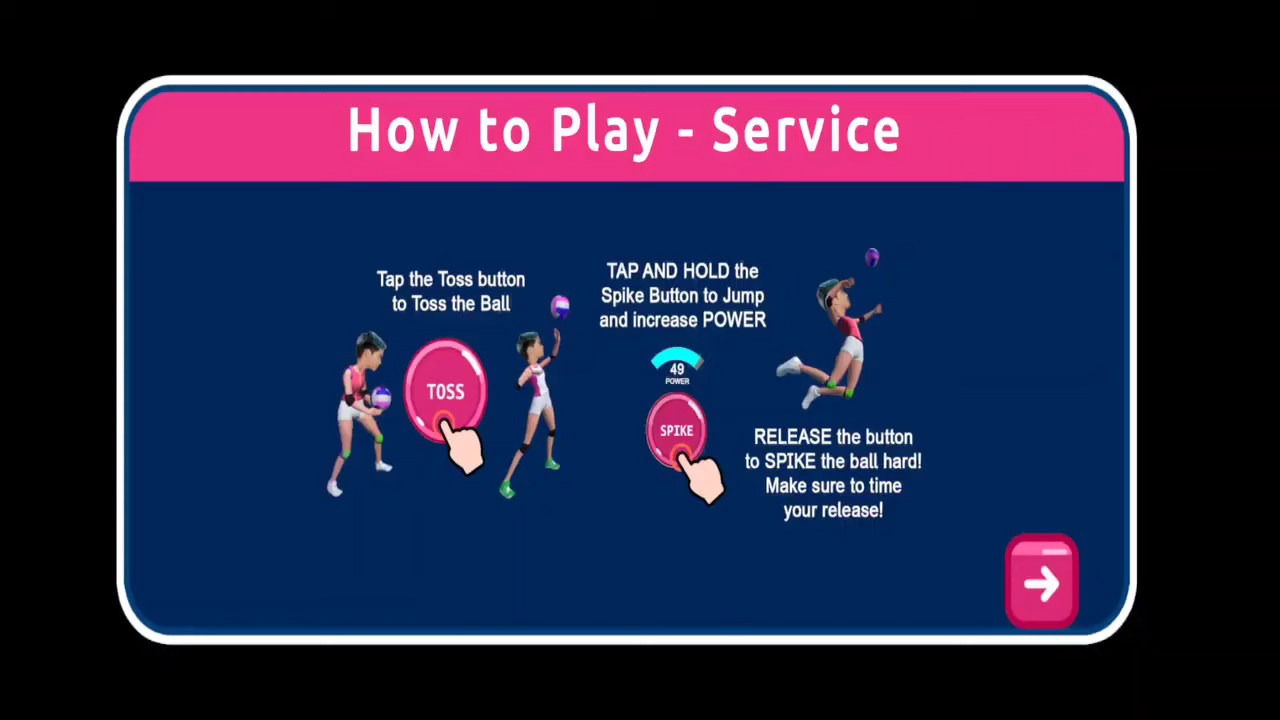 How to Play - Service
Tap the Toss button
to Toss the Ball
TOSS
TAP AND HOLD the
Spike Button to Jump
and increase POWER
49
POWER
SPIKE
RELEASE the button
to SPIKE the ball hard!
Make sure to time
your release!